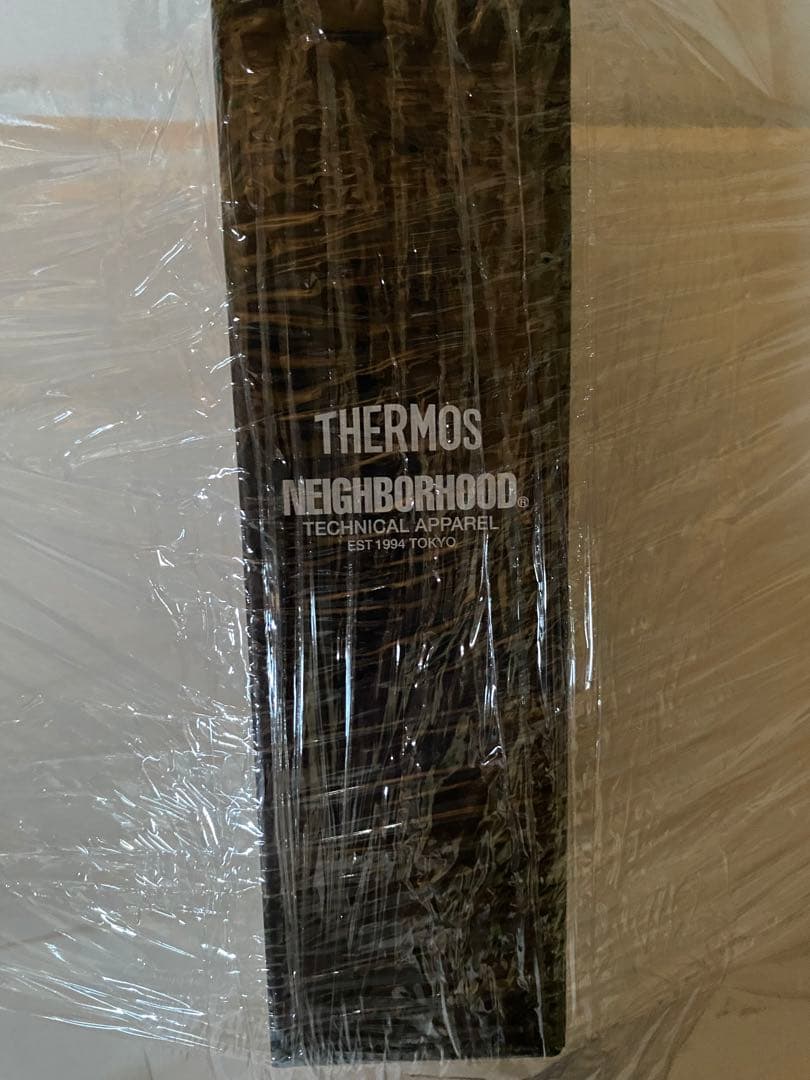 THERMOS
NEIGHBORHOOD®
TECHNICAL APPAREL
EST 1994 TOKYO